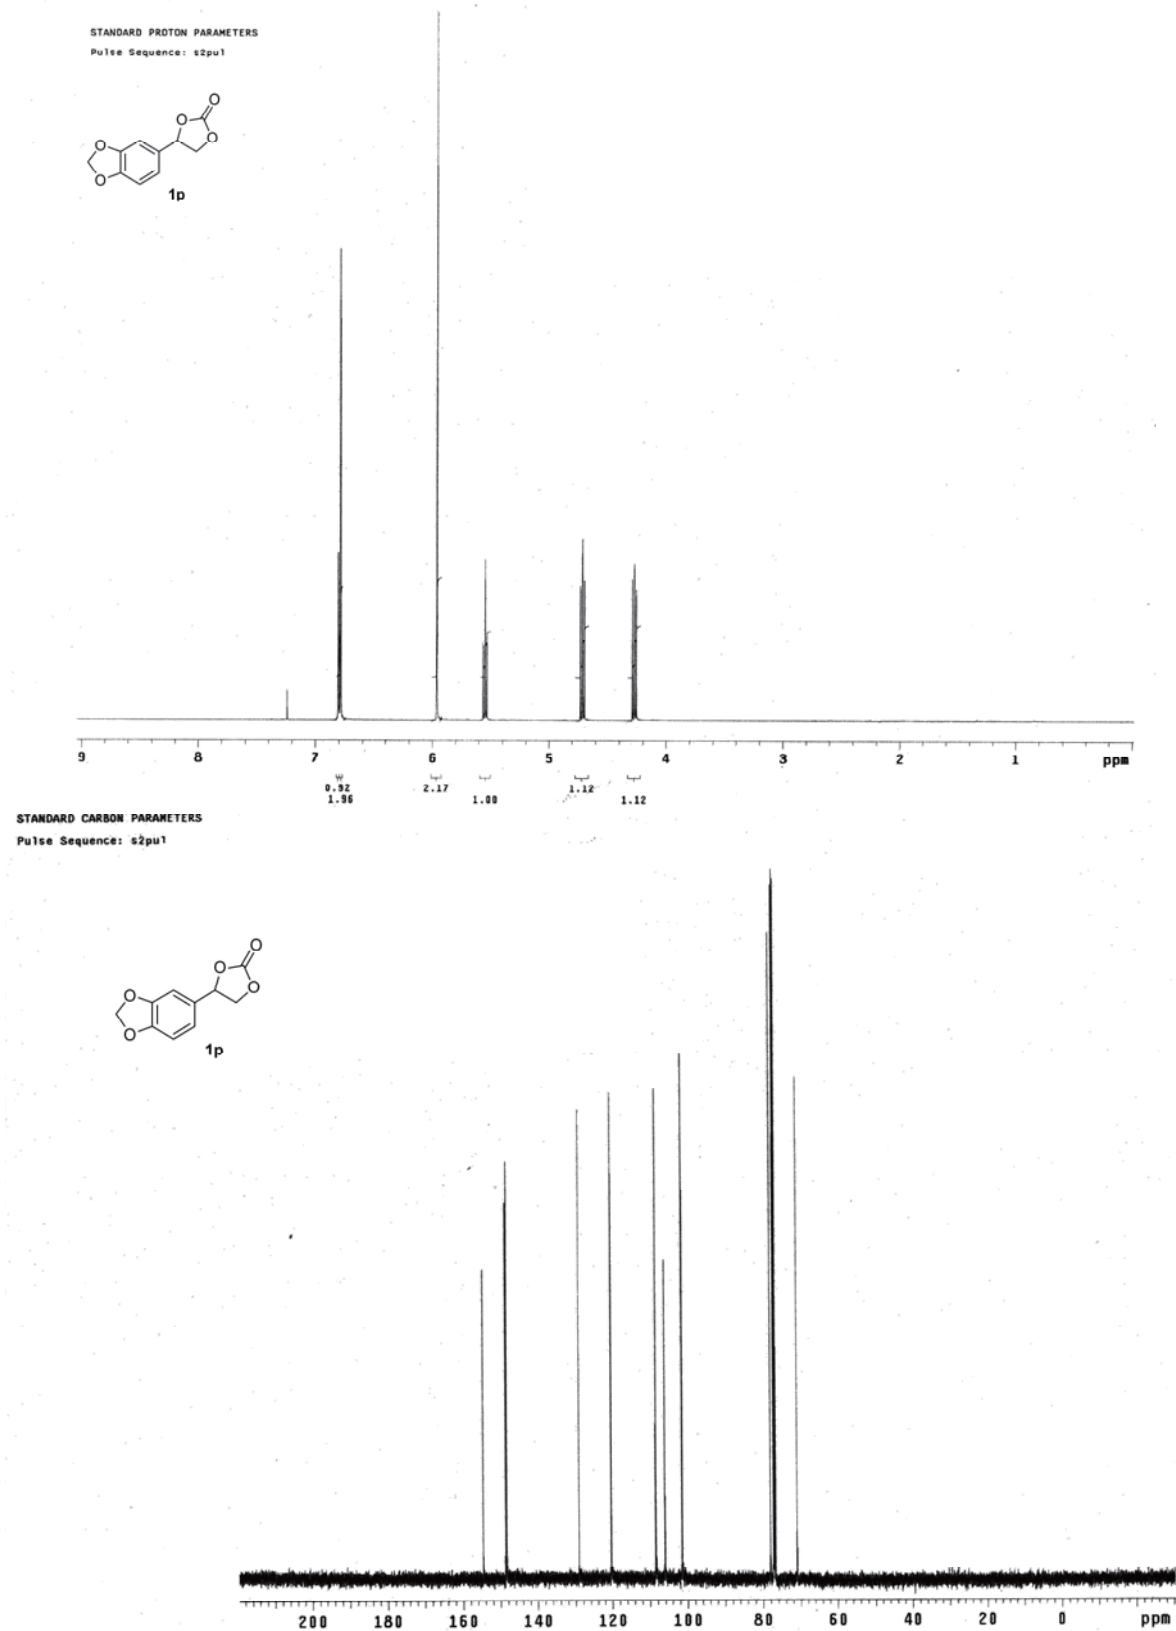 STANDARD PROTON PARAMETERS
Pulse Sequence: s2pul
O
O
O
O
O
1p
9 8 7 6 5 4 3 2 1 ppm
0.92 2.17 1.12
1.96 1.00 1.12
STANDARD CARBON PARAMETERS
Pulse Sequence: s2pul
O
O
O
O
O
1p
200 180 160 140 120 100 80 60 40 20 0 ppm